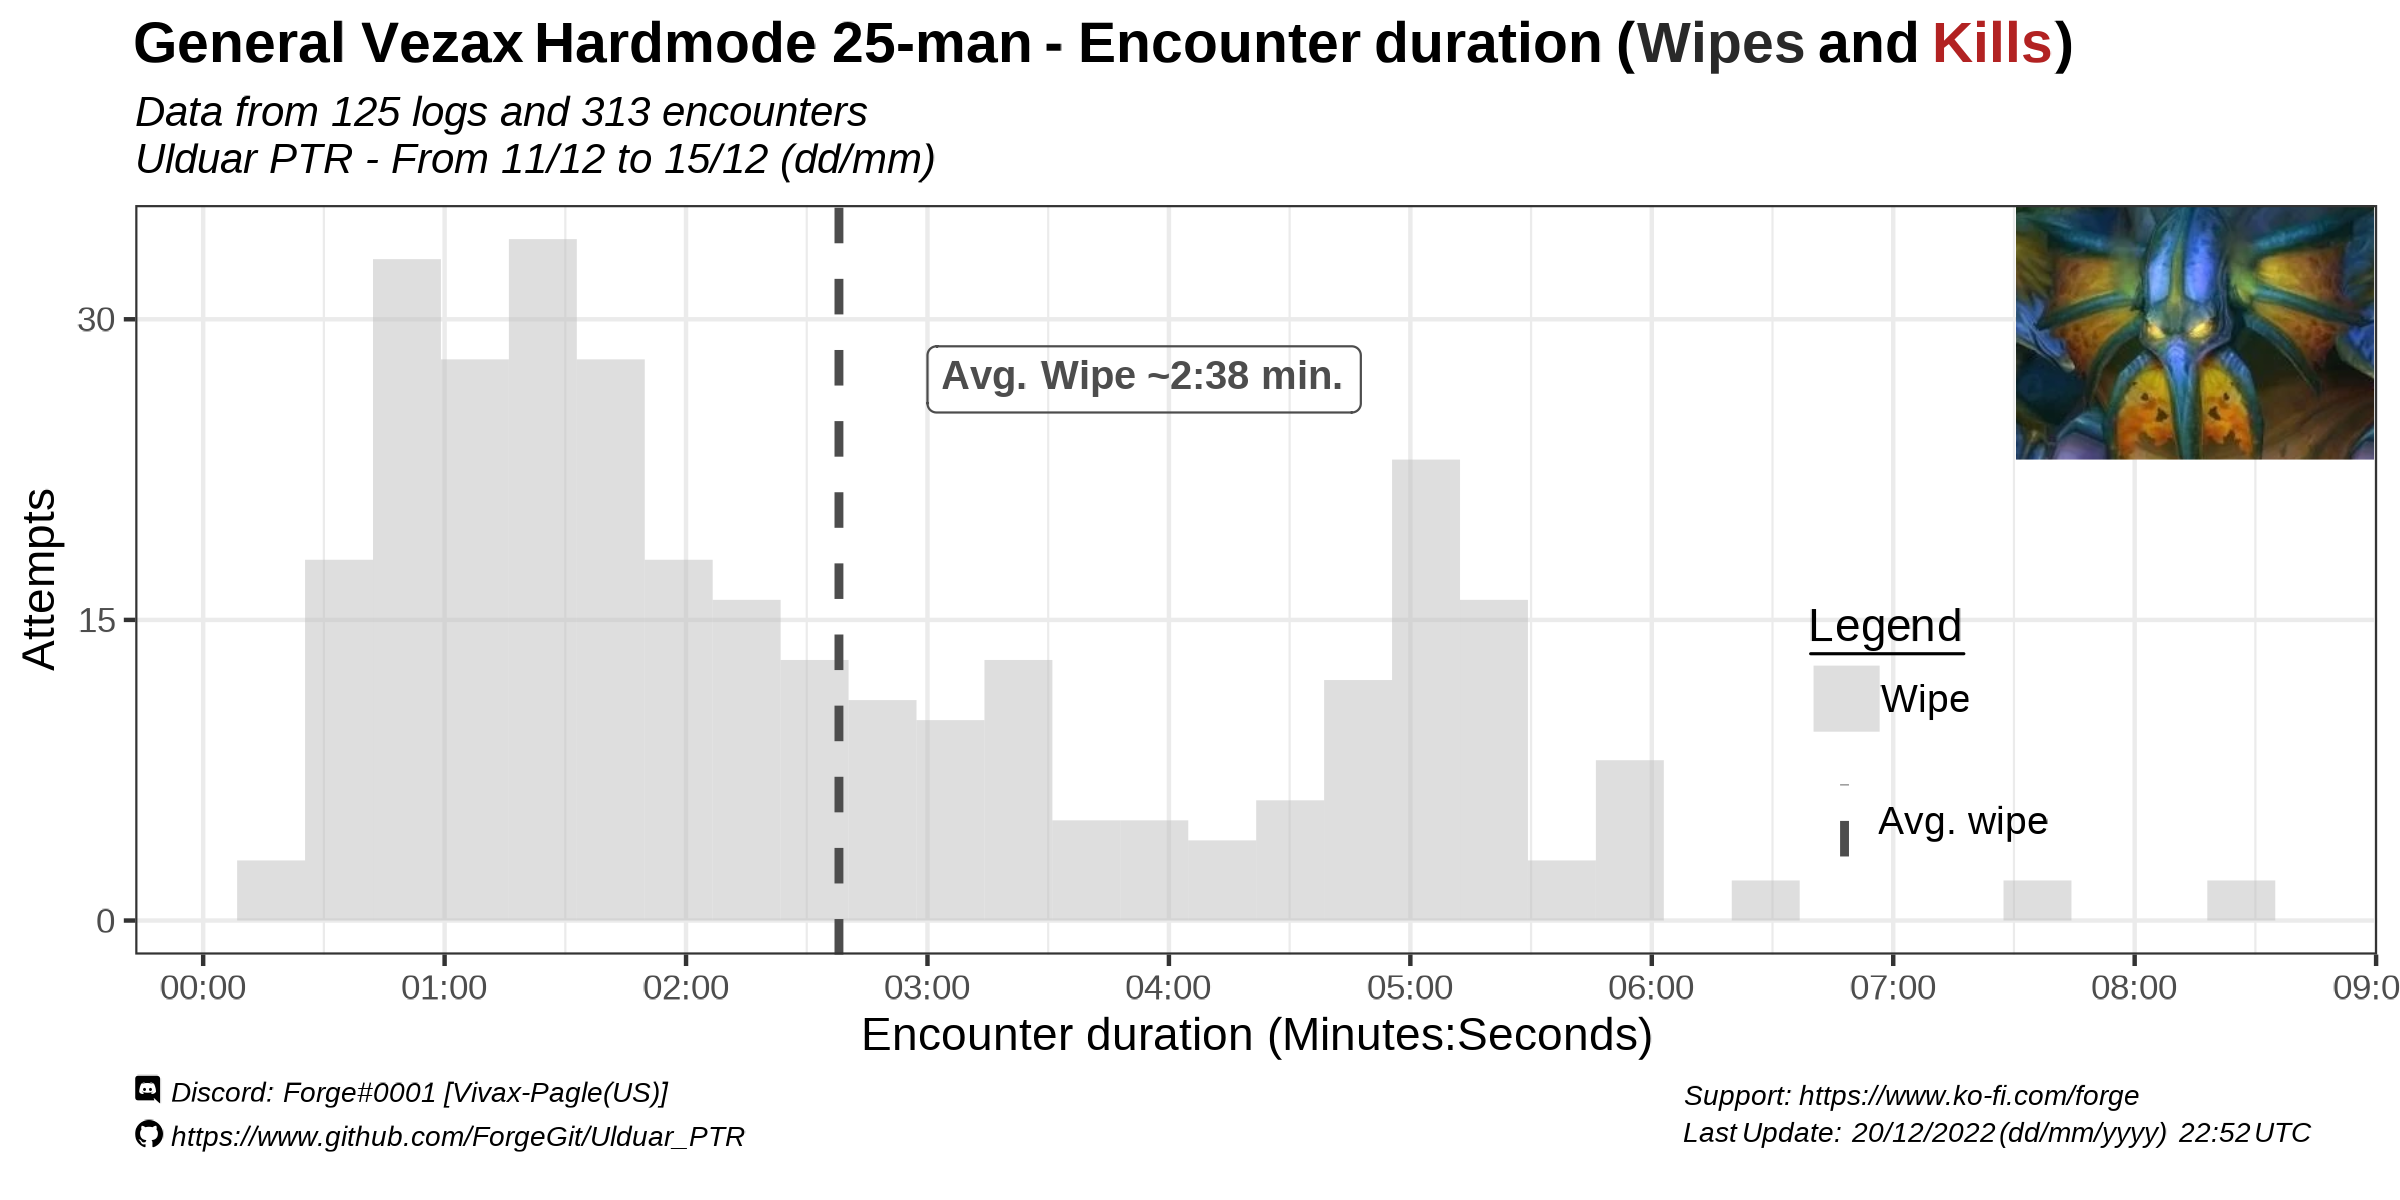 General Vezax Hardmode 25-man - Encounter duration (Wipes and Kills)
Data from 125 logs and 313 encounters
Ulduar PTR - From 11/12 to 15/12 (dd/mm)
Attempts
30
15
0
Avg. Wipe ~2:38 min.
Legend
Wipe
Avg. wipe
00:00 01:00 02:00 03:00 04:00 05:00 06:00 07:00 08:00 09:0
Encounter duration (Minutes:Seconds)
Discord: Forge#0001 [Vivax-Pagle(US)]
https://www.github.com/ForgeGit/Ulduar_PTR
Support: https://www.ko-fi.com/forge
Last Update: 20/12/2022 (dd/mm/yyyy) 22:52 UTC